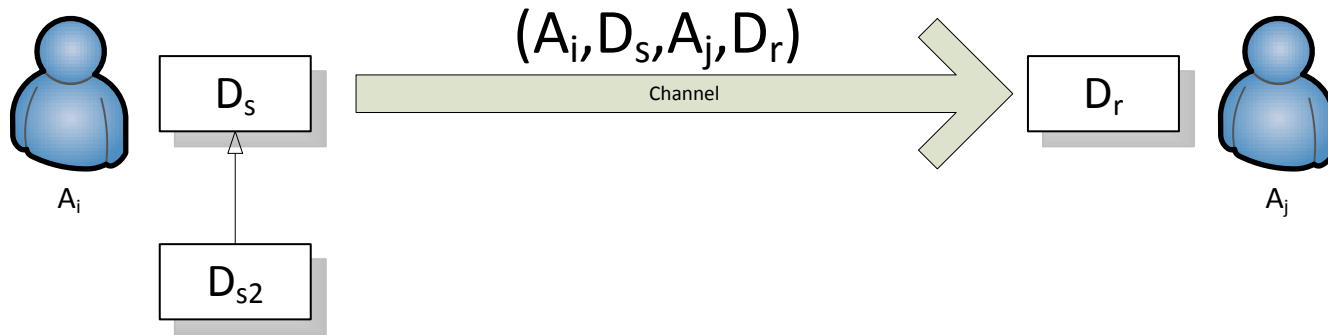 (Aᵢ,Dₛ,Aⱼ,Dᵣ)
Dₛ
Channel
Dᵣ
Aᵢ
Aⱼ
Dₛ₂